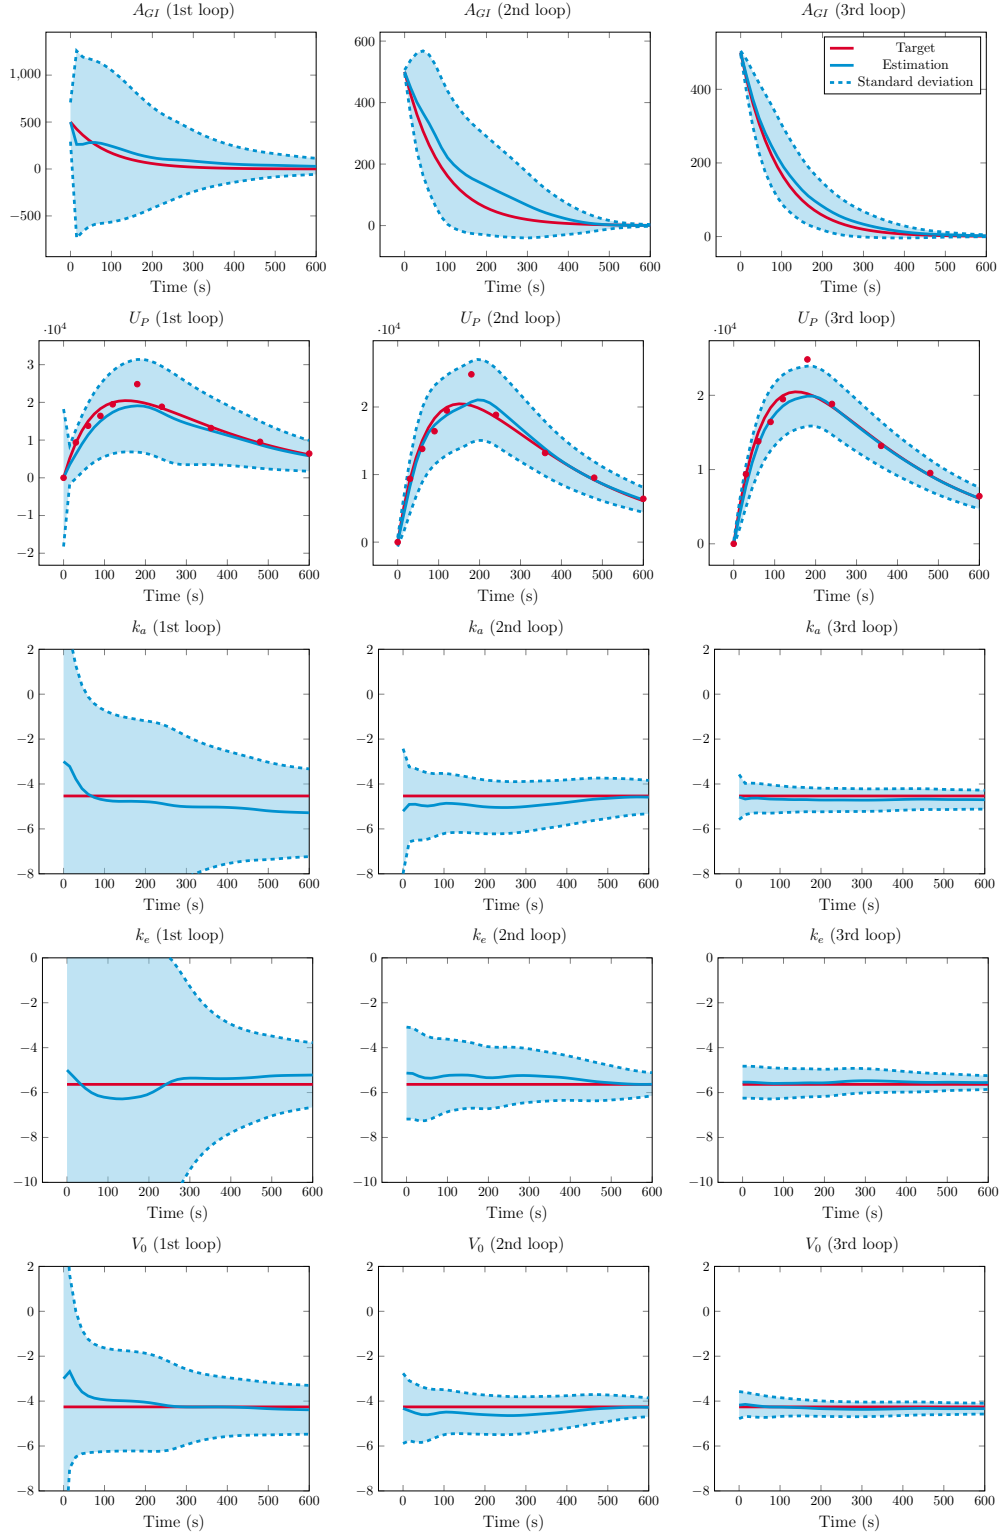 A_GI (1st loop)
1,000
500
0
−500
0 100 200 300 400 500 600
Time (s)
A_GI (2nd loop)
600
400
200
0
0 100 200 300 400 500 600
Time (s)
A_GI (3rd loop)
Target
Estimation
Standard deviation
400
200
0
0 100 200 300 400 500 600
Time (s)
U_P (1st loop)
·10⁴
3
2
1
0
−1
−2
0 100 200 300 400 500 600
Time (s)
U_P (2nd loop)
·10⁴
2
1
0
0 100 200 300 400 500 600
Time (s)
U_P (3rd loop)
·10⁴
2
1
0
0 100 200 300 400 500 600
Time (s)
k_a (1st loop)
2
0
−2
−4
−6
−8
0 100 200 300 400 500 600
Time (s)
k_a (2nd loop)
2
0
−2
−4
−6
−8
0 100 200 300 400 500 600
Time (s)
k_a (3rd loop)
2
0
−2
−4
−6
−8
0 100 200 300 400 500 600
Time (s)
k_e (1st loop)
0
−2
−4
−6
−8
−10
0 100 200 300 400 500 600
Time (s)
k_e (2nd loop)
0
−2
−4
−6
−8
−10
0 100 200 300 400 500 600
Time (s)
k_e (3rd loop)
0
−2
−4
−6
−8
−10
0 100 200 300 400 500 600
Time (s)
V_0 (1st loop)
2
0
−2
−4
−6
−8
0 100 200 300 400 500 600
Time (s)
V_0 (2nd loop)
2
0
−2
−4
−6
−8
0 100 200 300 400 500 600
Time (s)
V_0 (3rd loop)
2
0
−2
−4
−6
−8
0 100 200 300 400 500 600
Time (s)